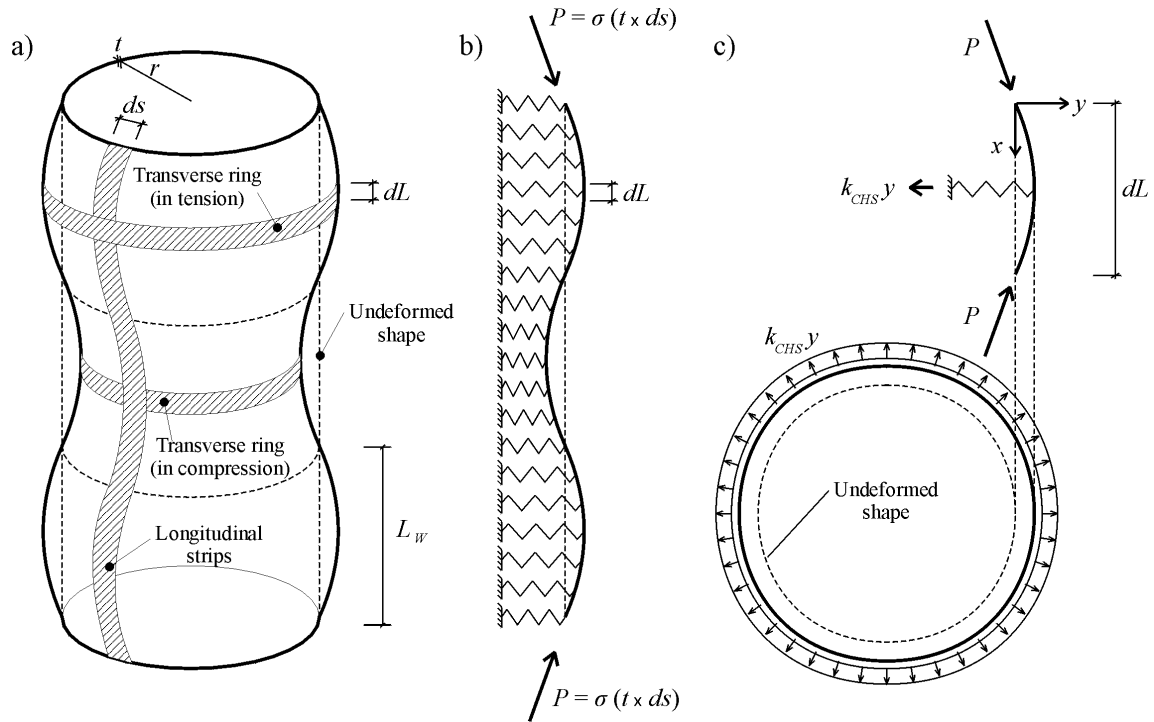 a)
t
r
ds
Transverse ring
(in tension)
dL
Undeformed
shape
Transverse ring
(in compression)
L_W
Longitudinal
strips
b)
P = σ (t x ds)
dL
P = σ (t x ds)
c)
P
y
x
k_CHS y
dL
P
k_CHS y
Undeformed
shape